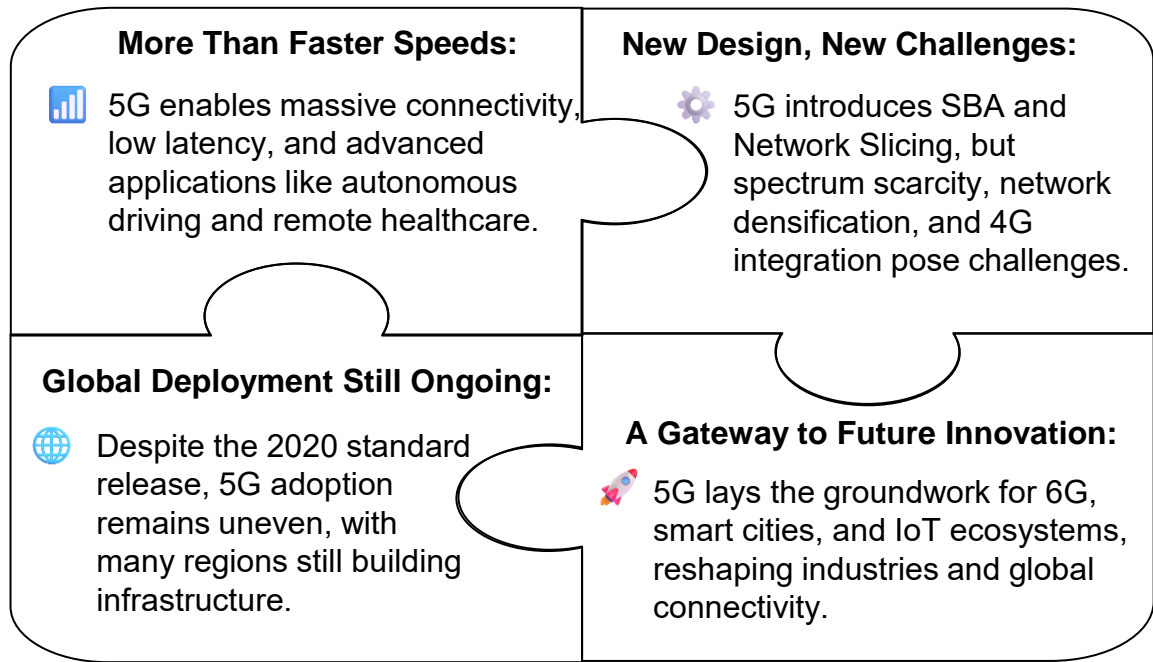 More Than Faster Speeds:
5G enables massive connectivity,
low latency, and advanced
applications like autonomous
driving and remote healthcare.
New Design, New Challenges:
5G introduces SBA and
Network Slicing, but
spectrum scarcity, network
densification, and 4G
integration pose challenges.
Global Deployment Still Ongoing:
Despite the 2020 standard
release, 5G adoption
remains uneven, with
many regions still building
infrastructure.
A Gateway to Future Innovation:
5G lays the groundwork for 6G,
smart cities, and IoT ecosystems,
reshaping industries and global
connectivity.